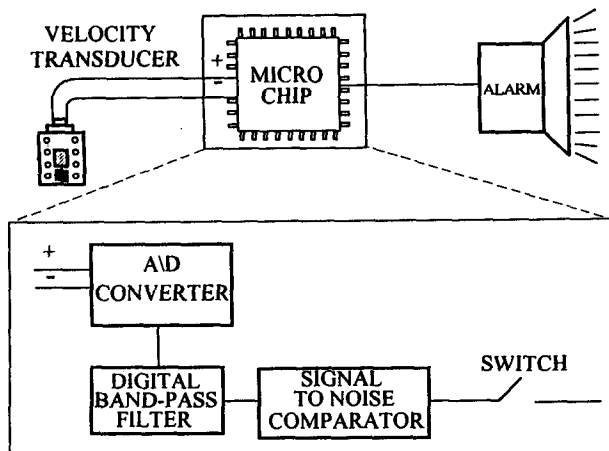 VELOCITY
TRANSDUCER
+
-
MICRO
CHIP
ALARM
+
-
A\D
CONVERTER
DIGITAL
BAND-PASS
FILTER
SIGNAL
TO NOISE
COMPARATOR
SWITCH